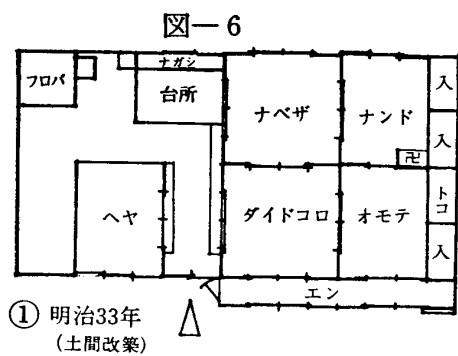 図―6
ナガシ
フロバ
台所
ナベザ
ナンド
入
入
卍
ヘヤ
ダイドコロ
オモテ
トコ
入
エン
① 明治33年
(土間改築)